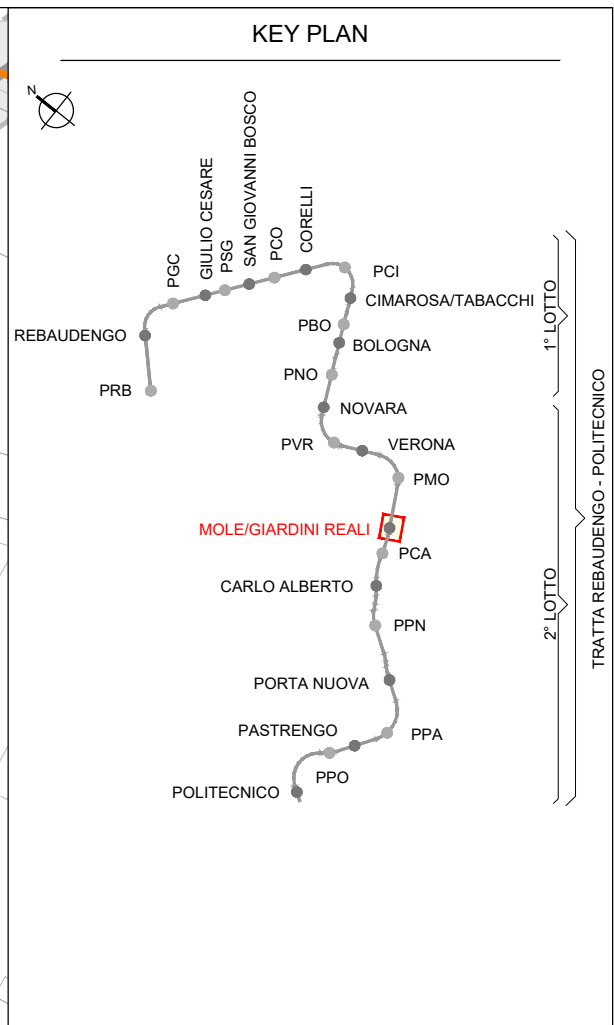 KEY PLAN
N
PGC
GIULIO CESARE
PSG
SAN GIOVANNI BOSCO
PCO
CORELLI
PCI
CIMAROSA/TABACCHI
REBAUDENGO
PBO
BOLOGNA
PNO
PRB
NOVARA
PVR
VERONA
PMO
MOLE/GIARDINI REALI
PCA
CARLO ALBERTO
PPN
PORTA NUOVA
PASTRENGO
PPA
PPO
POLITECNICO
1° LOTTO
2° LOTTO
TRATTA REBAUDENGO - POLITECNICO